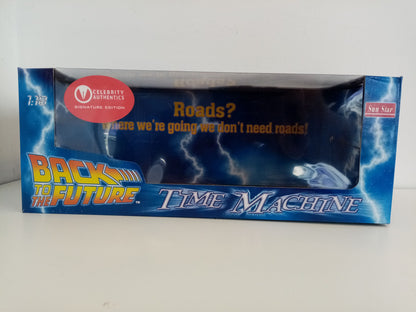 1:18
CELEBRITY
AUTHENTICS
SIGNATURE EDITION
Sun Star
Roads?
Where we're going we don't need roads!
BACK
TO
THE FUTURE™
TIME MACHINE